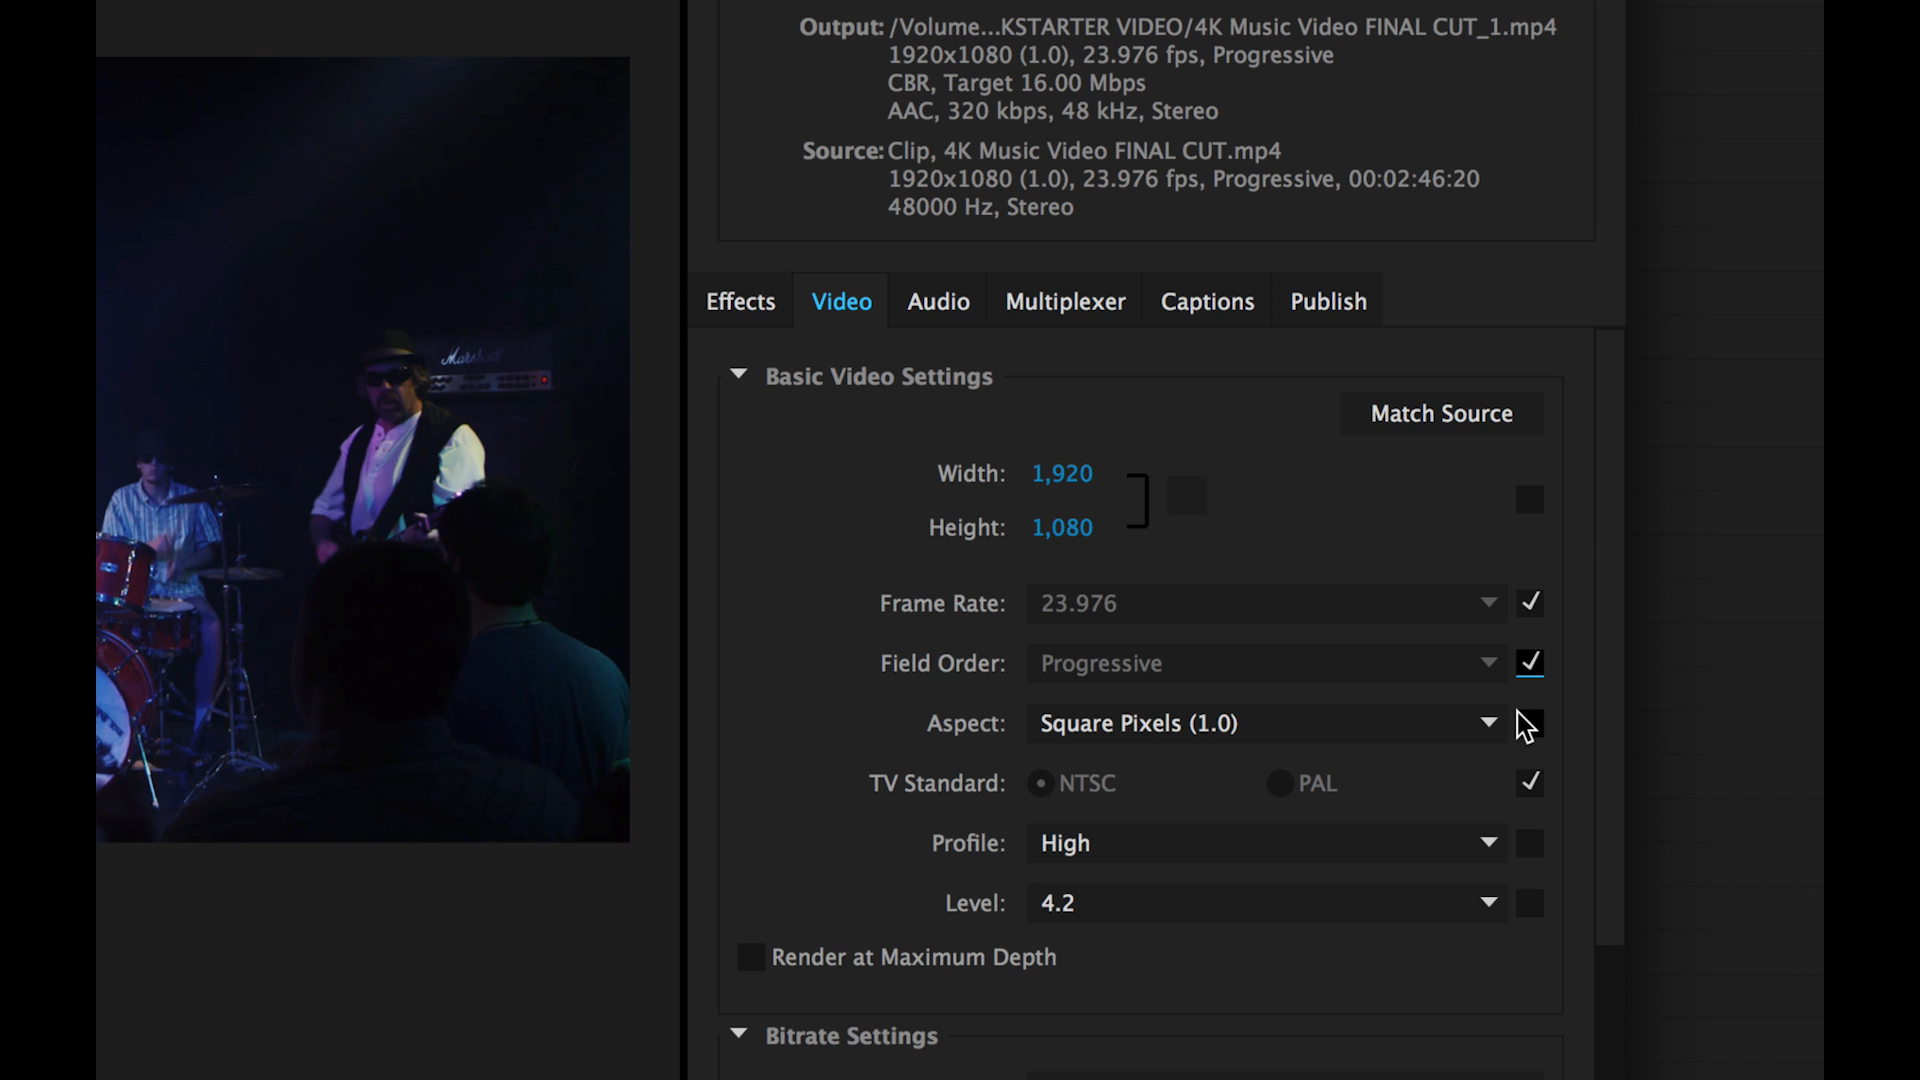 Output: /Volume...KSTARTER VIDEO/4K Music Video FINAL CUT_1.mp4
1920x1080 (1.0), 23.976 fps, Progressive
CBR, Target 16.00 Mbps
AAC, 320 kbps, 48 kHz, Stereo
Source: Clip, 4K Music Video FINAL CUT.mp4
1920x1080 (1.0), 23.976 fps, Progressive, 00:02:46:20
48000 Hz, Stereo
Effects Video Audio Multiplexer Captions Publish
Marshall
Basic Video Settings
Match Source
Width: 1,920
Height: 1,080
Frame Rate: 23.976
Field Order: Progressive
Aspect: Square Pixels (1.0)
TV Standard: NTSC PAL
Profile: High
Level: 4.2
Render at Maximum Depth
Bitrate Settings